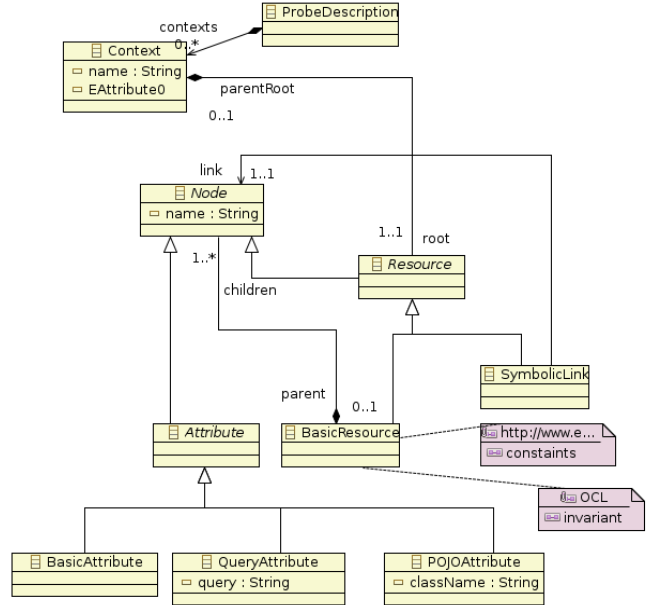 ProbeDescription
contexts
0..*
Context
name : String
EAttribute0
parentRoot
0..1
link
1..1
Node
name : String
1..1
root
1..*
Resource
children
SymbolicLink
parent
0..1
Attribute
BasicResource
http://www.e...
constaints
OCL
invariant
BasicAttribute
QueryAttribute
POJOAttribute
query : String
className : String